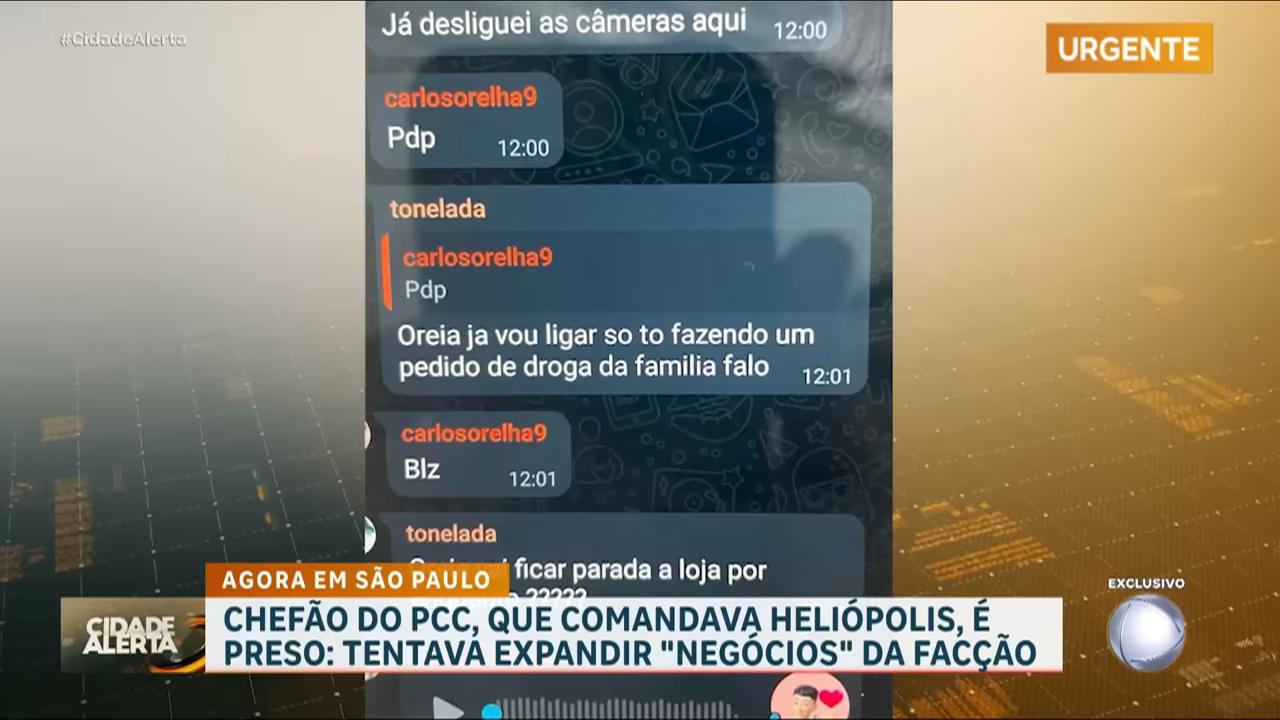 #CidadeAlerta
URGENTE
Já desliguei as câmeras aqui 12:00
carlosorelha9
Pdp 12:00
tonelada
carlosorelha9
Pdp
Oreia ja vou ligar so to fazendo um
pedido de droga da familia falo 12:01
carlosorelha9
Blz 12:01
tonelada
ficar parada a loja por
?????
AGORA EM SÃO PAULO
EXCLUSIVO
CIDADE
ALERTA
CHEFÃO DO PCC, QUE COMANDAVA HELIÓPOLIS, É
PRESO: TENTAVA EXPANDIR "NEGÓCIOS" DA FACÇÃO